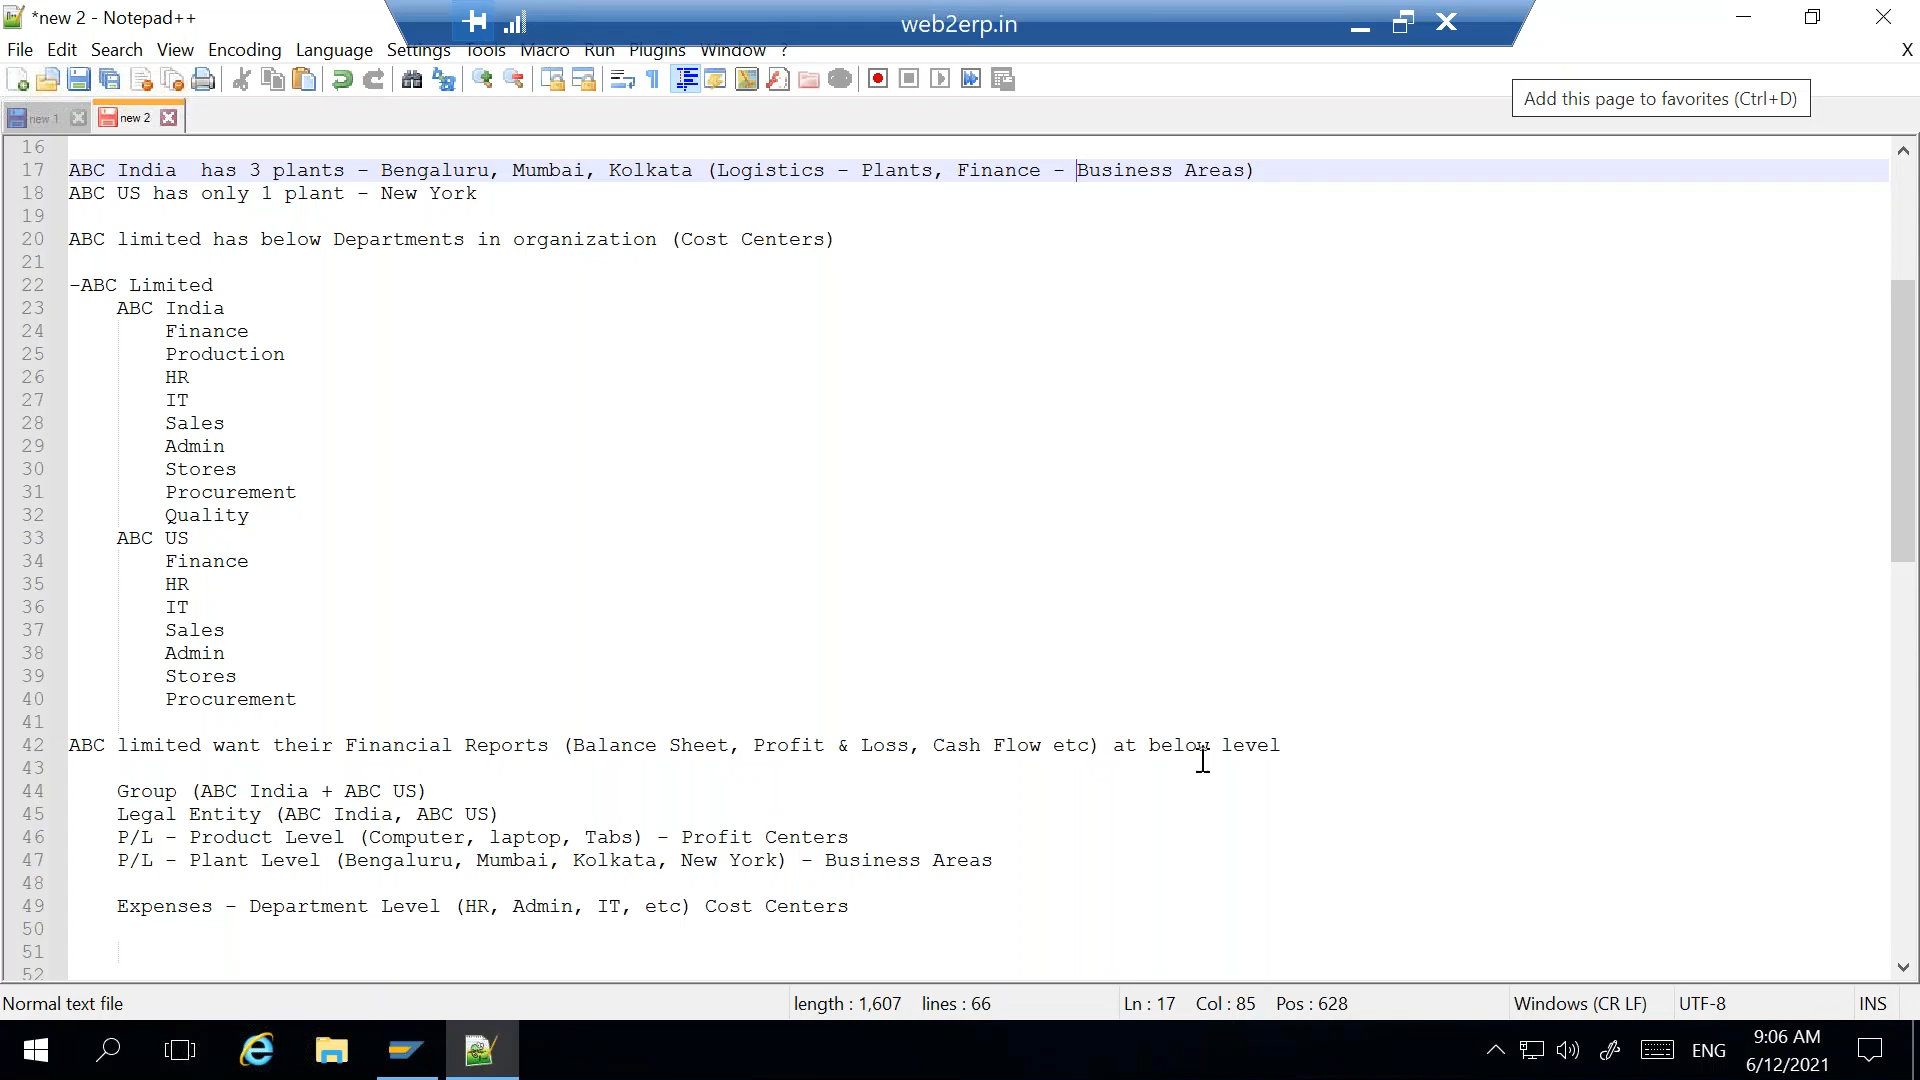 *new 2 - Notepad++
web2erp.in
File Edit Search View Encoding Language Settings Tools Macro Run Plugins Window ?
X
Add this page to favorites (Ctrl+D)
new 1
new 2
16
17 ABC India  has 3 plants - Bengaluru, Mumbai, Kolkata (Logistics - Plants, Finance - Business Areas)
18 ABC US has only 1 plant - New York
19
20 ABC limited has below Departments in organization (Cost Centers)
21
22 -ABC Limited
23 ABC India
24 Finance
25 Production
26 HR
27 IT
28 Sales
29 Admin
30 Stores
31 Procurement
32 Quality
33 ABC US
34 Finance
35 HR
36 IT
37 Sales
38 Admin
39 Stores
40 Procurement
41
42 ABC limited want their Financial Reports (Balance Sheet, Profit & Loss, Cash Flow etc) at below level
43
44 Group (ABC India + ABC US)
45 Legal Entity (ABC India, ABC US)
46 P/L - Product Level (Computer, laptop, Tabs) - Profit Centers
47 P/L - Plant Level (Bengaluru, Mumbai, Kolkata, New York) - Business Areas
48
49 Expenses - Department Level (HR, Admin, IT, etc) Cost Centers
50
51
52
Normal text file length : 1,607 lines : 66 Ln : 17 Col : 85 Pos : 628 Windows (CR LF) UTF-8 INS
ENG
9:06 AM
6/12/2021